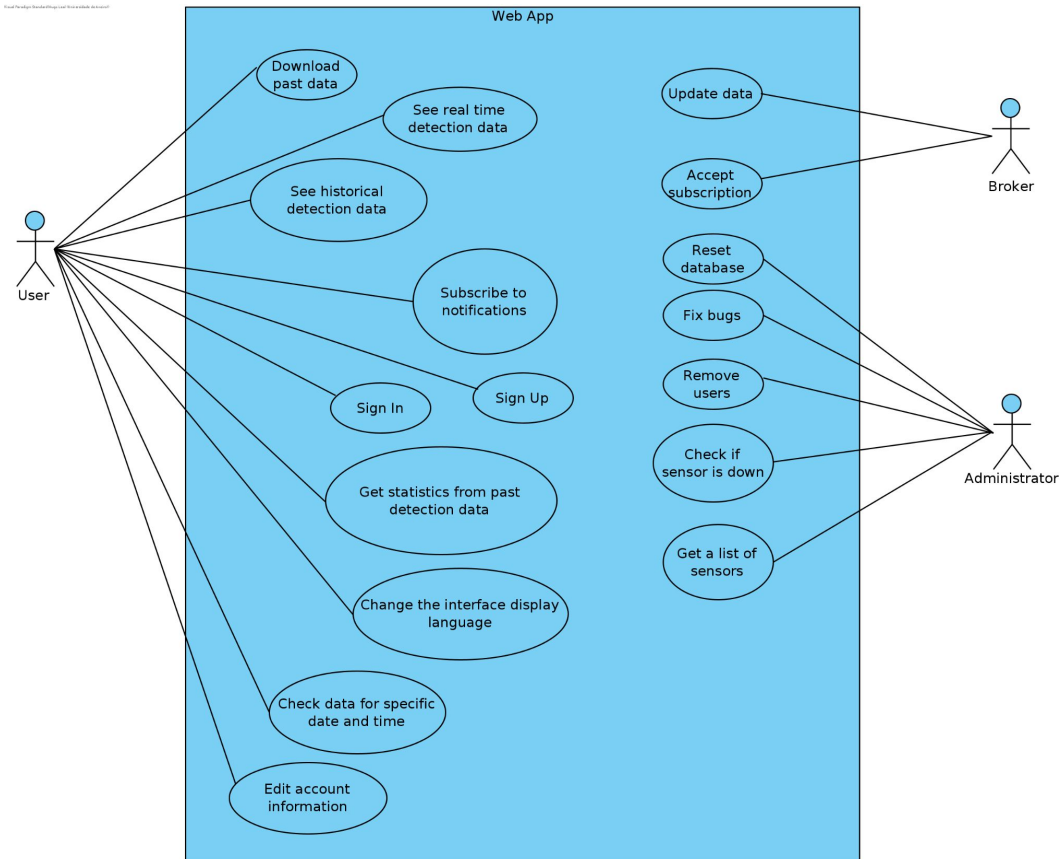 Web App
Download
past data
See real time
detection data
See historical
detection data
User
Subscribe to
notifications
Sign In
Sign Up
Get statistics from past
detection data
Change the interface display
language
Check data for specific
date and time
Edit account
information
Update data
Accept
subscription
Broker
Reset
database
Fix bugs
Remove
users
Check if
sensor is down
Administrator
Get a list of
sensors